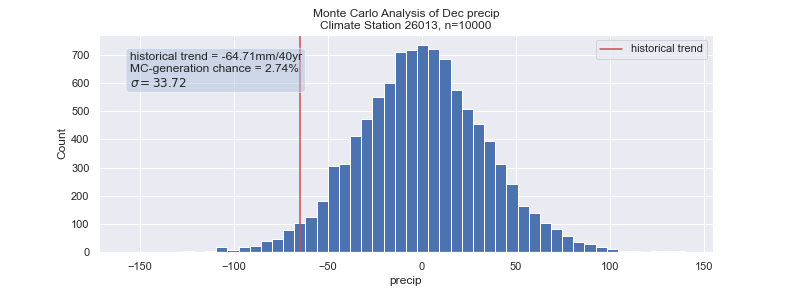 Monte Carlo Analysis of Dec precip
Climate Station 26013, n=10000
historical trend = -64.71mm/40yr
MC-generation chance = 2.74%
σ = 33.72
historical trend
Count
700
600
500
400
300
200
100
0
−150
−100
−50
0
50
100
150
precip